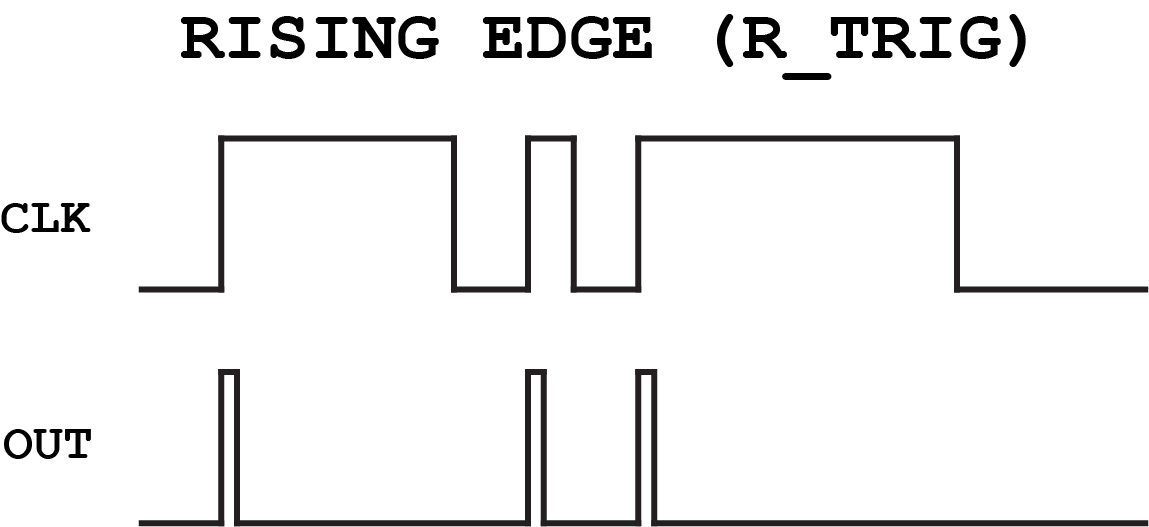 RISING EDGE (R_TRIG)
CLK
OUT